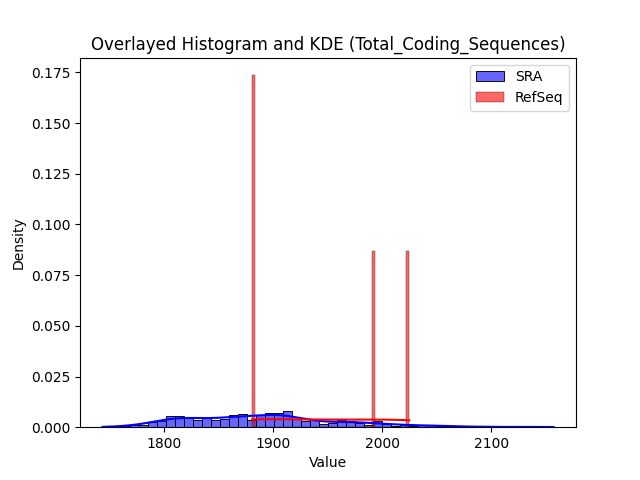 Overlayed Histogram and KDE (Total_Coding_Sequences)
SRA
RefSeq
0.175
0.150
0.125
0.100
0.075
0.050
0.025
0.000
Density
1800 1900 2000 2100
Value